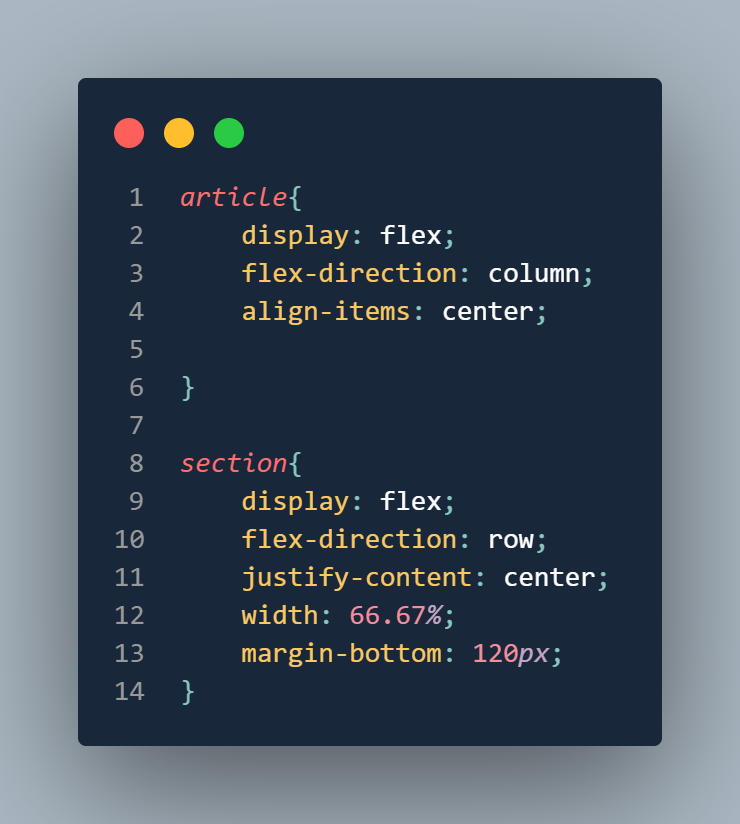 1 article{
2     display: flex;
3     flex-direction: column;
4     align-items: center;
5
6 }
7
8 section{
9     display: flex;
10     flex-direction: row;
11     justify-content: center;
12     width: 66.67%;
13     margin-bottom: 120px;
14 }